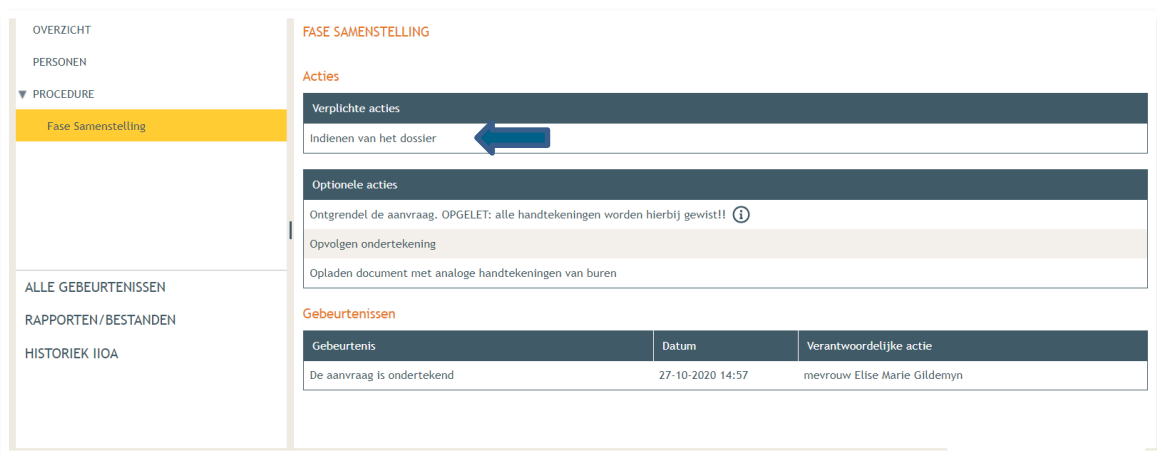 OVERZICHT
PERSONEN
PROCEDURE
Fase Samenstelling
ALLE GEBEURTENISSEN
RAPPORTEN/BESTANDEN
HISTORIEK IIOA
FASE SAMENSTELLING
Acties
Verplichte acties
Indienen van het dossier
Optionele acties
Ontgrendel de aanvraag. OPGELET: alle handtekeningen worden hierbij gewist!!
Opvolgen ondertekening
Opladen document met analoge handtekeningen van buren
Gebeurtenissen
Gebeurtenis Datum Verantwoordelijke actie
De aanvraag is ondertekend 27-10-2020 14:57 mevrouw Elise Marie Gildemyn